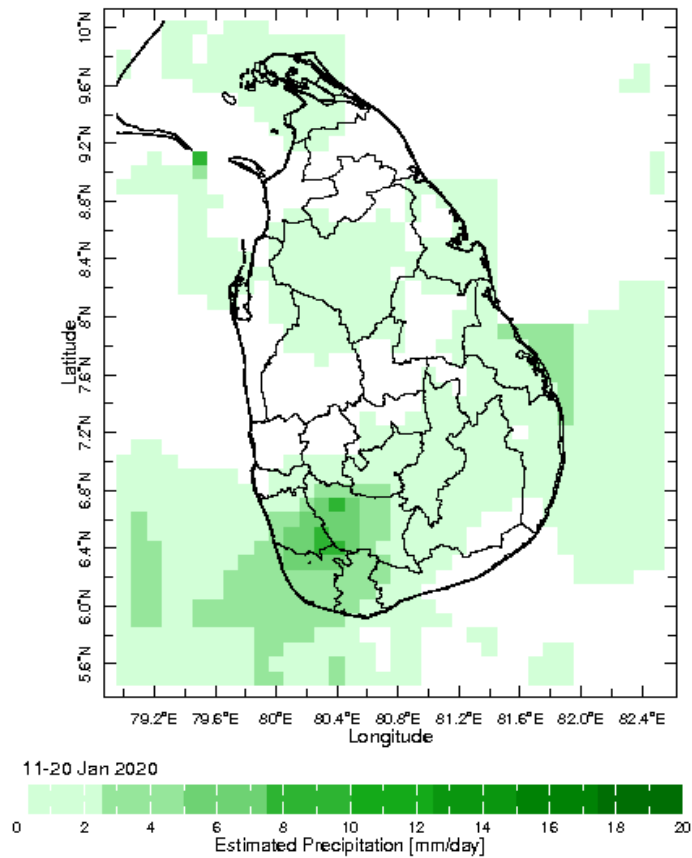 10°N
9.6°N
9.2°N
8.8°N
8.4°N
8°N
7.6°N
7.2°N
6.8°N
6.4°N
6.0°N
5.6°N
Latitude
79.2°E 79.6°E 80°E 80.4°E 80.8°E 81.2°E 81.6°E 82.0°E 82.4°E
Longitude
11-20 Jan 2020
0 2 4 6 8 10 12 14 16 18 20
Estimated Precipitation [mm/day]